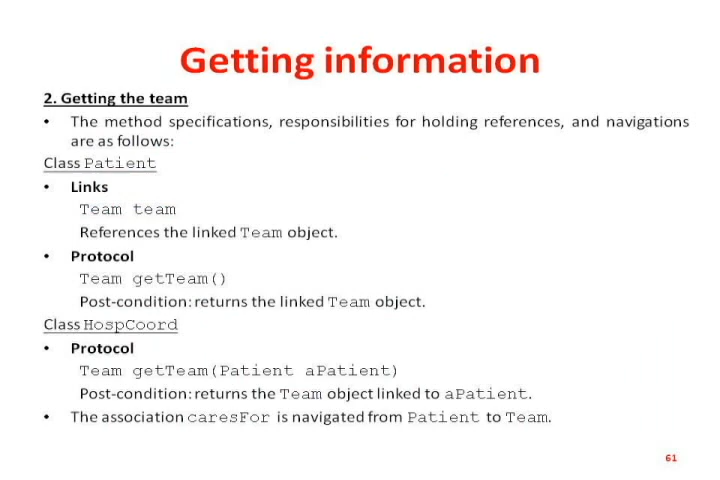 Getting information
2. Getting the team
• The method specifications, responsibilities for holding references, and navigations
are as follows:
Class Patient
• Links
Team team
References the linked Team object.
• Protocol
Team getTeam()
Post-condition: returns the linked Team object.
Class HospCoord
• Protocol
Team getTeam(Patient aPatient)
Post-condition: returns the Team object linked to aPatient.
• The association caresFor is navigated from Patient to Team.
61